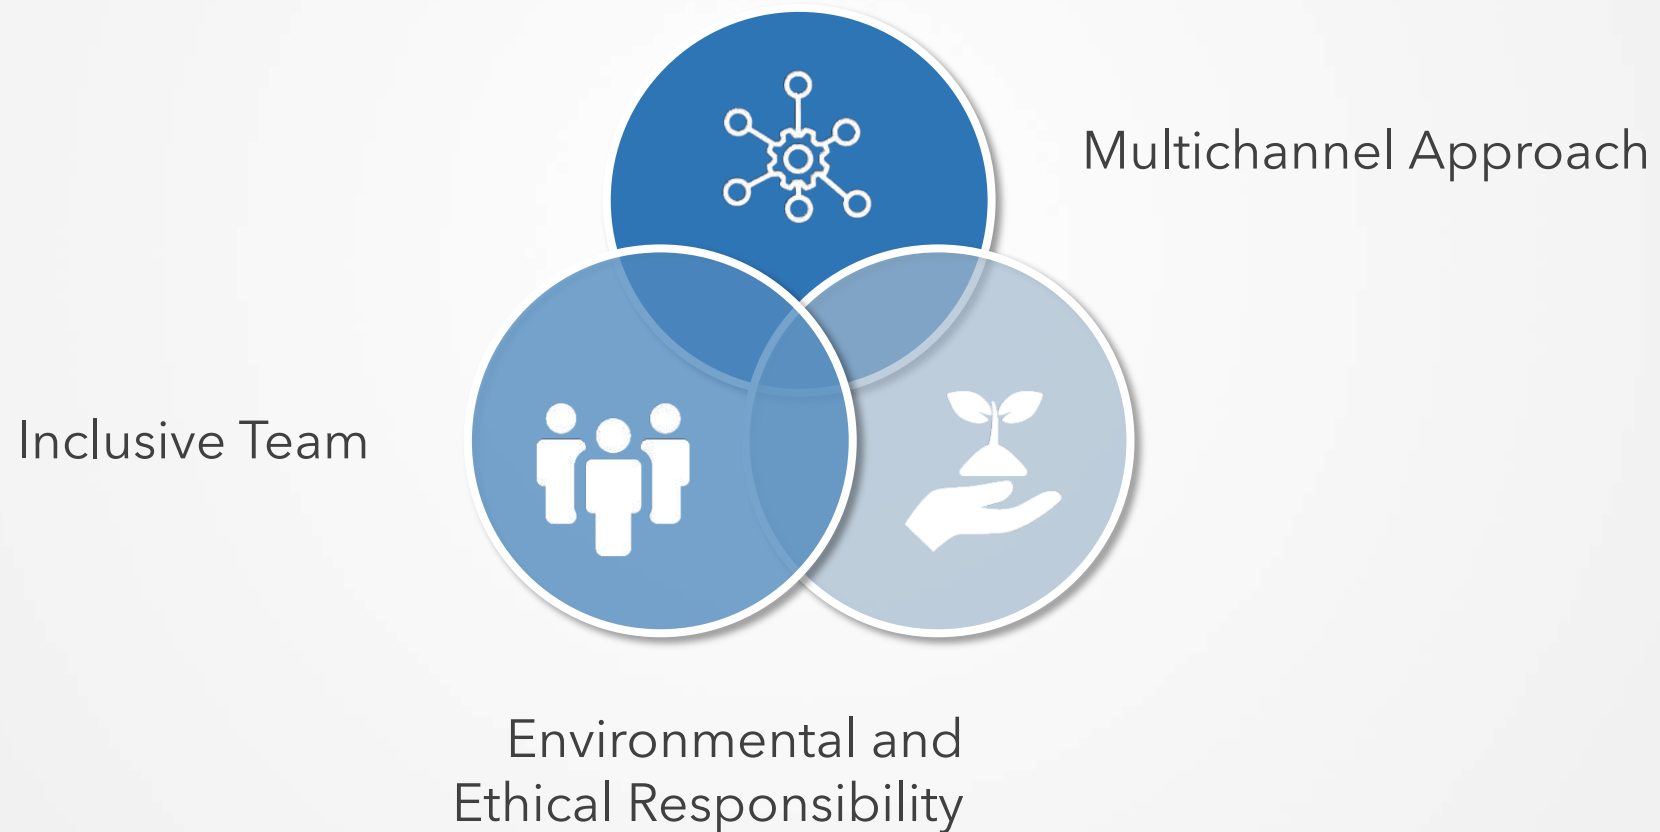 Multichannel Approach
Inclusive Team
Environmental and
Ethical Responsibility